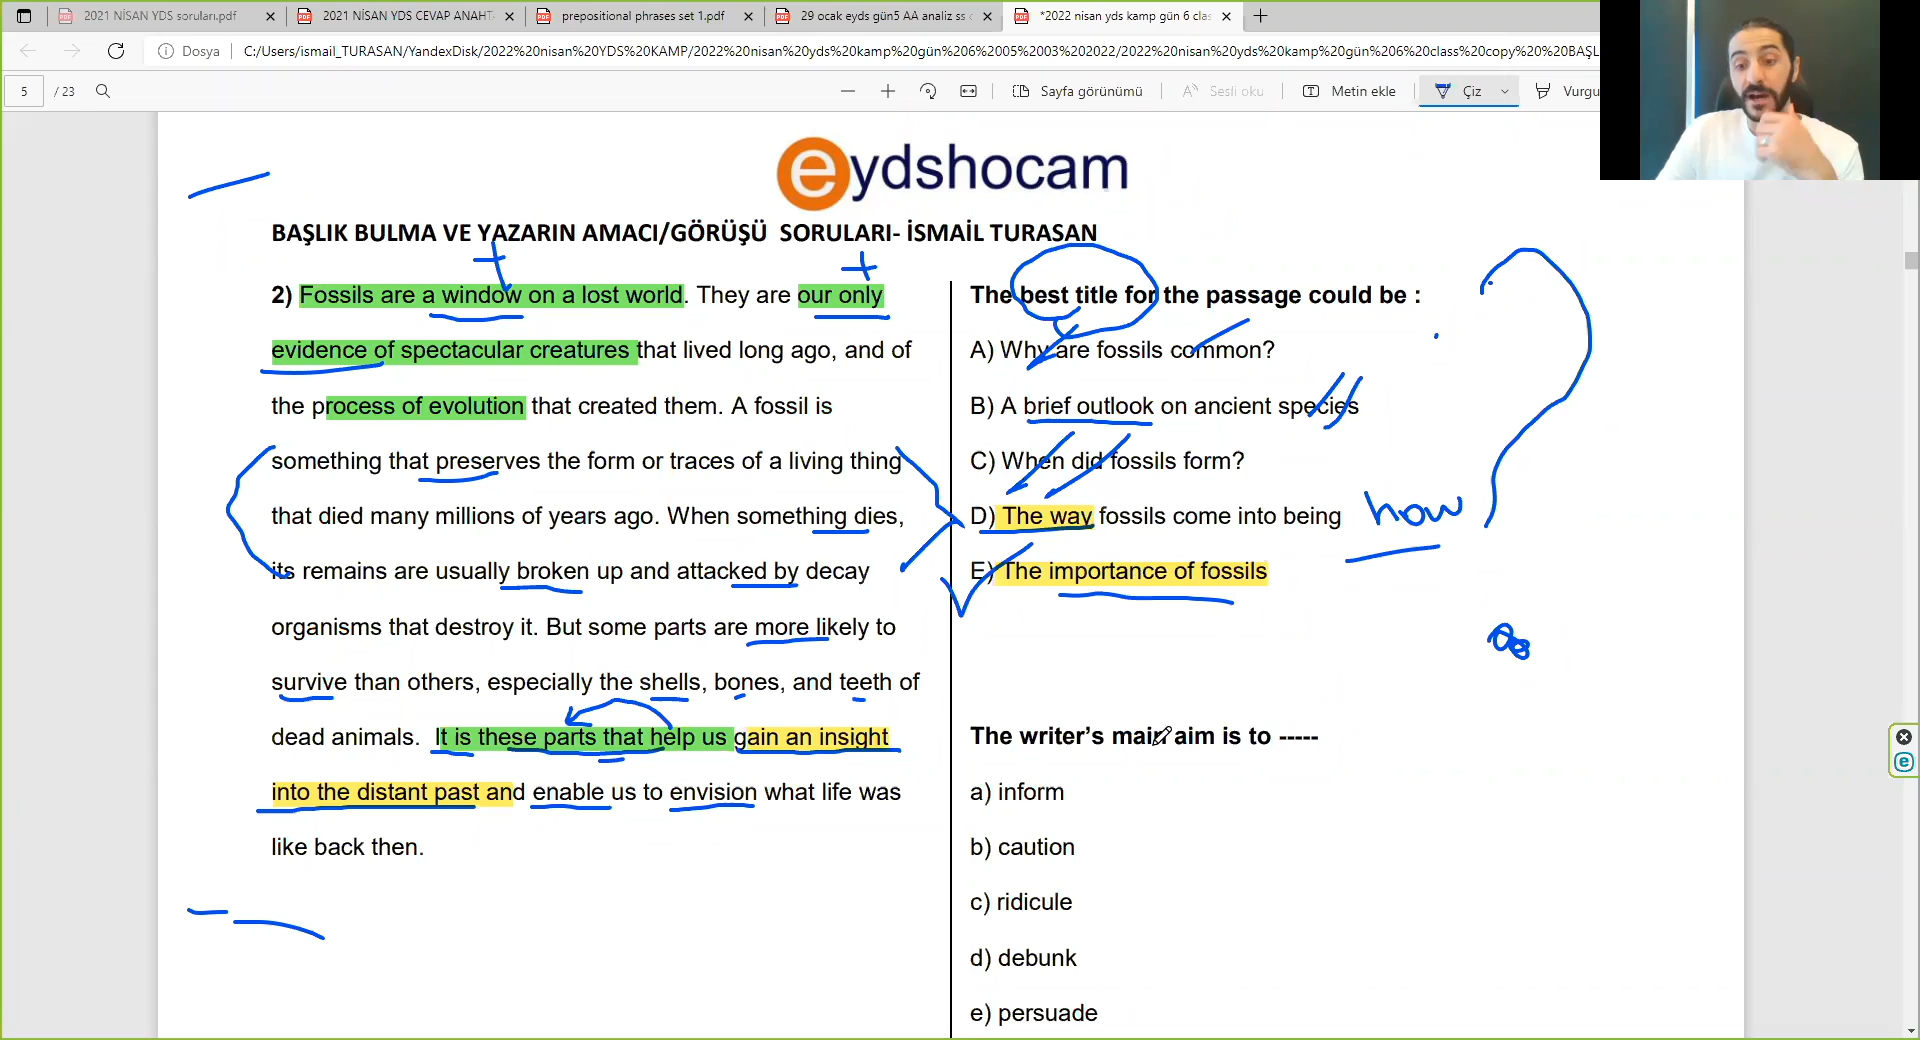 2021 NİSAN YDS soruları.pdf
2021 NİSAN YDS CEVAP ANAHT
prepositional phrases set 1.pdf
29 ocak eyds gün5 AA analiz ss c
*2022 nisan yds kamp gün 6 clas
Dosya
C:/Users/ismail_TURASAN/YandexDisk/2022%20nisan%20YDS%20KAMP/2022%20nisan%20yds%20kamp%20gün%206%2005%2003%202022/2022%20nisan%20yds%20kamp%20gün%206%20class%20copy%20%20BAŞL
5 / 23
Sayfa görünümü
Sesli oku
Metin ekle
Çiz
Vurgu
eydshocam
BAŞLIK BULMA VE YAZARIN AMACI/GÖRÜŞÜ SORULARI- İSMAİL TURASAN
2) Fossils are a window on a lost world. They are our only
evidence of spectacular creatures that lived long ago, and of
the process of evolution that created them. A fossil is
something that preserves the form or traces of a living thing
that died many millions of years ago. When something dies,
its remains are usually broken up and attacked by decay
organisms that destroy it. But some parts are more likely to
survive than others, especially the shells, bones, and teeth of
dead animals. It is these parts that help us gain an insight
into the distant past and enable us to envision what life was
like back then.
The best title for the passage could be :
A) Why are fossils common?
B) A brief outlook on ancient species
C) When did fossils form?
D) The way fossils come into being
how
E) The importance of fossils
The writer's main aim is to -----
a) inform
b) caution
c) ridicule
d) debunk
e) persuade